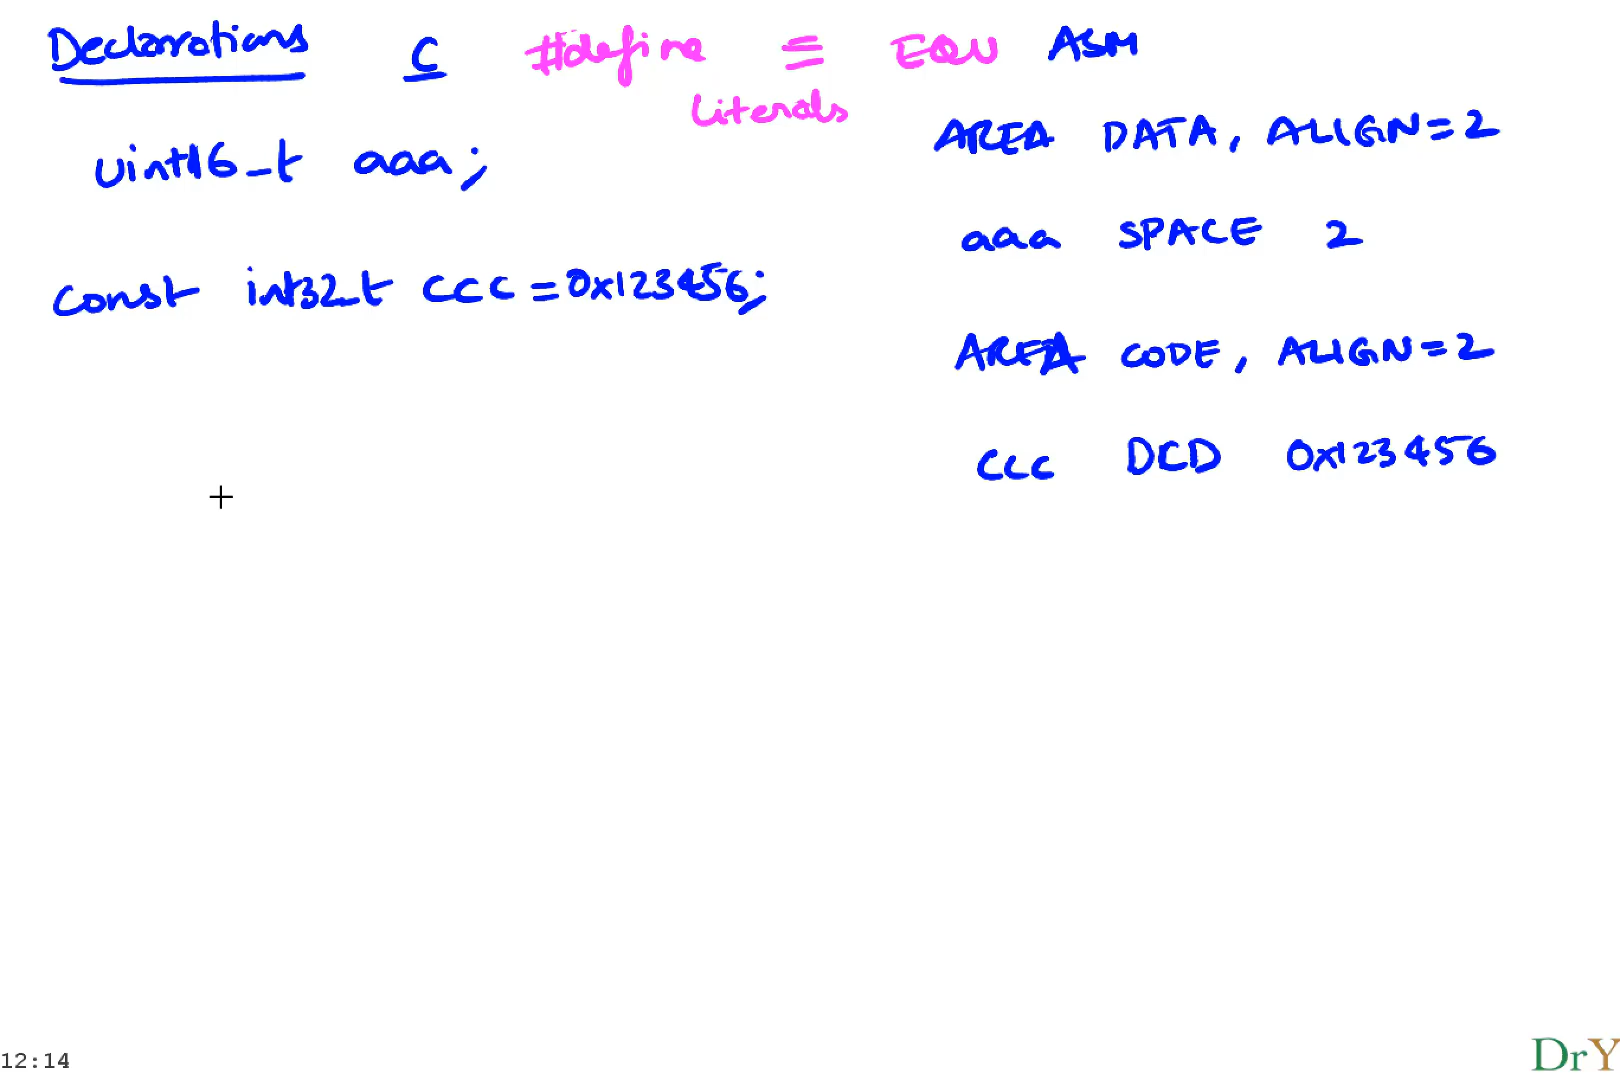 Declarations C #define = EQU ASM
Literals
AREA DATA, ALIGN=2
uint16_t aaa;
aaa SPACE 2
const int32_t ccc = 0x123456;
AREA CODE, ALIGN=2
ccc DCD 0x123456
12:14
DrY